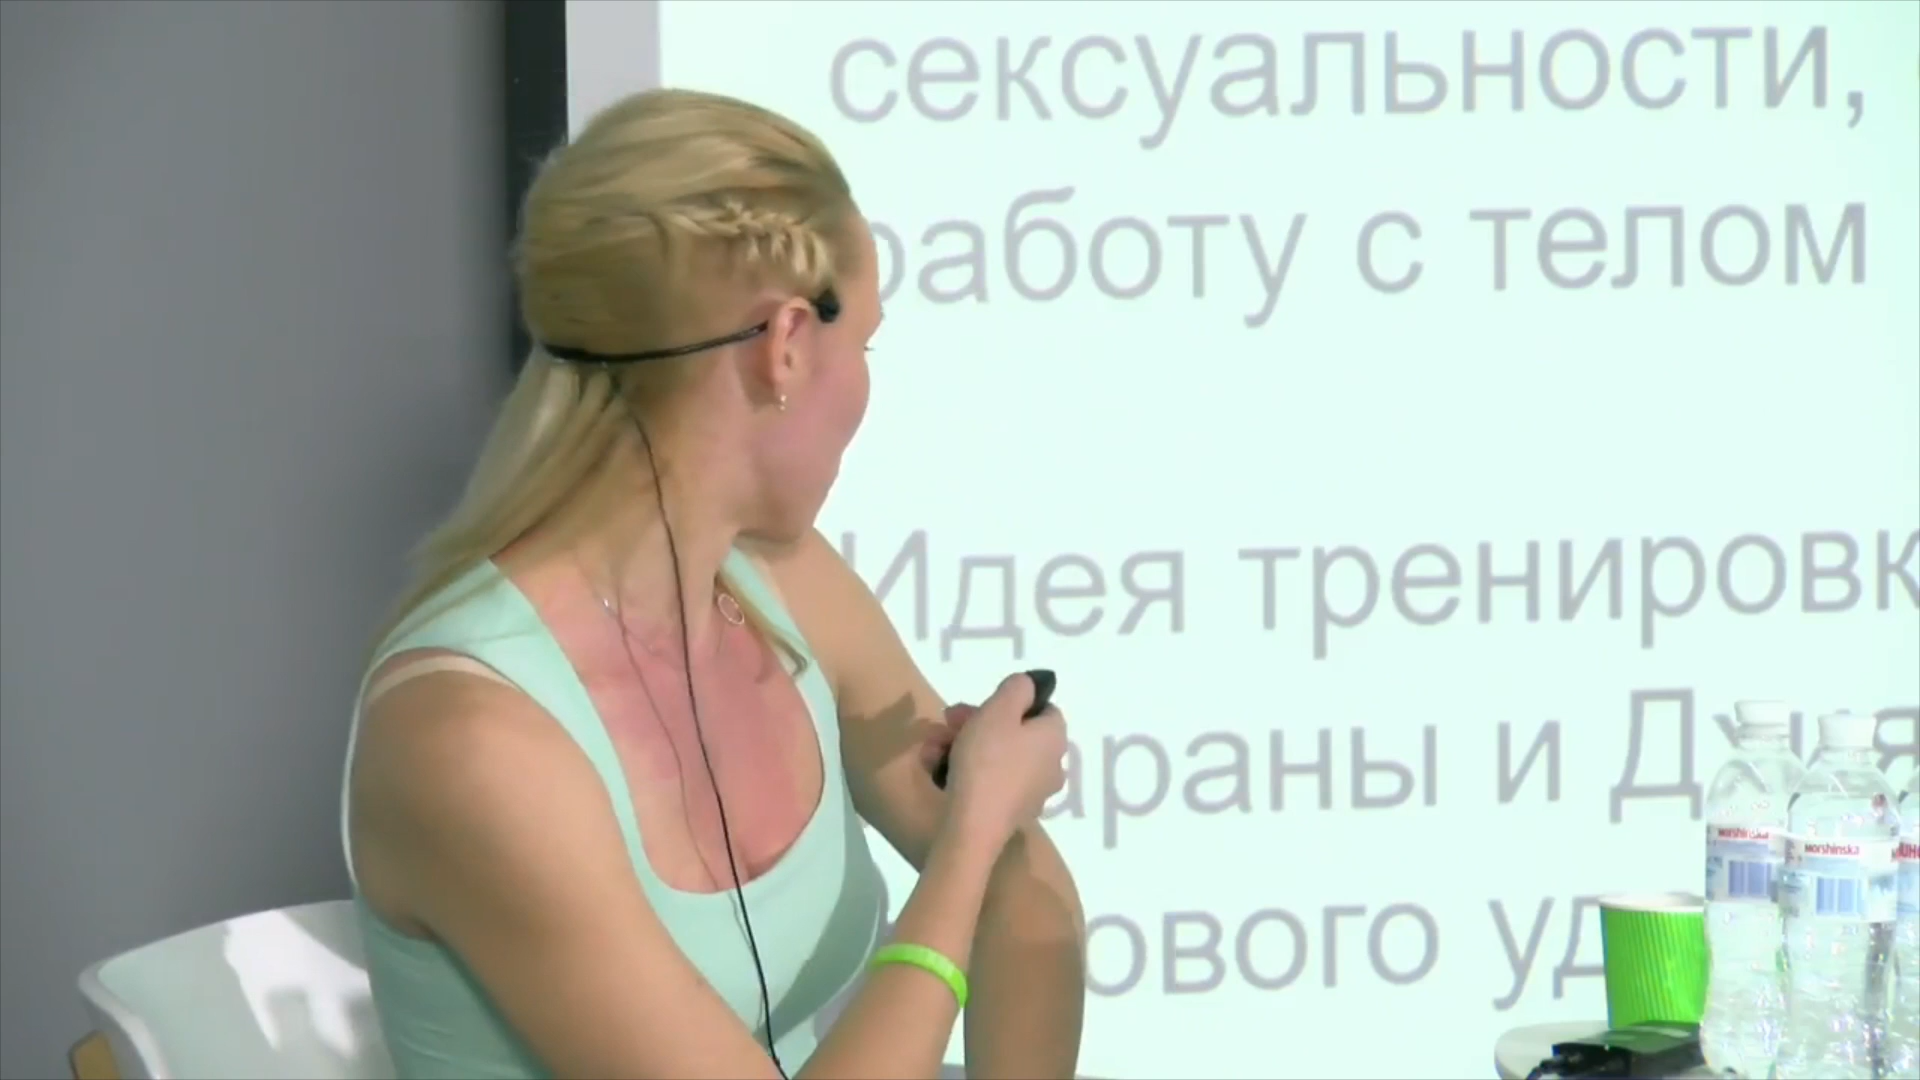 сексуальности,
работу с телом
Идея тренировк
араны и
ового уд
morshinska
morshinska